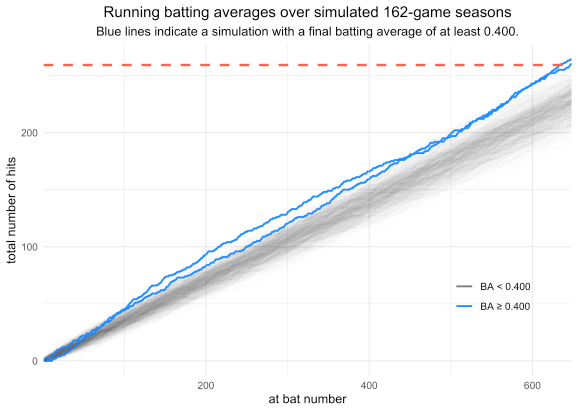 Running batting averages over simulated 162-game seasons
Blue lines indicate a simulation with a final batting average of at least 0.400.
total number of hits
200
100
0
BA < 0.400
BA ≥ 0.400
200
400
600
at bat number